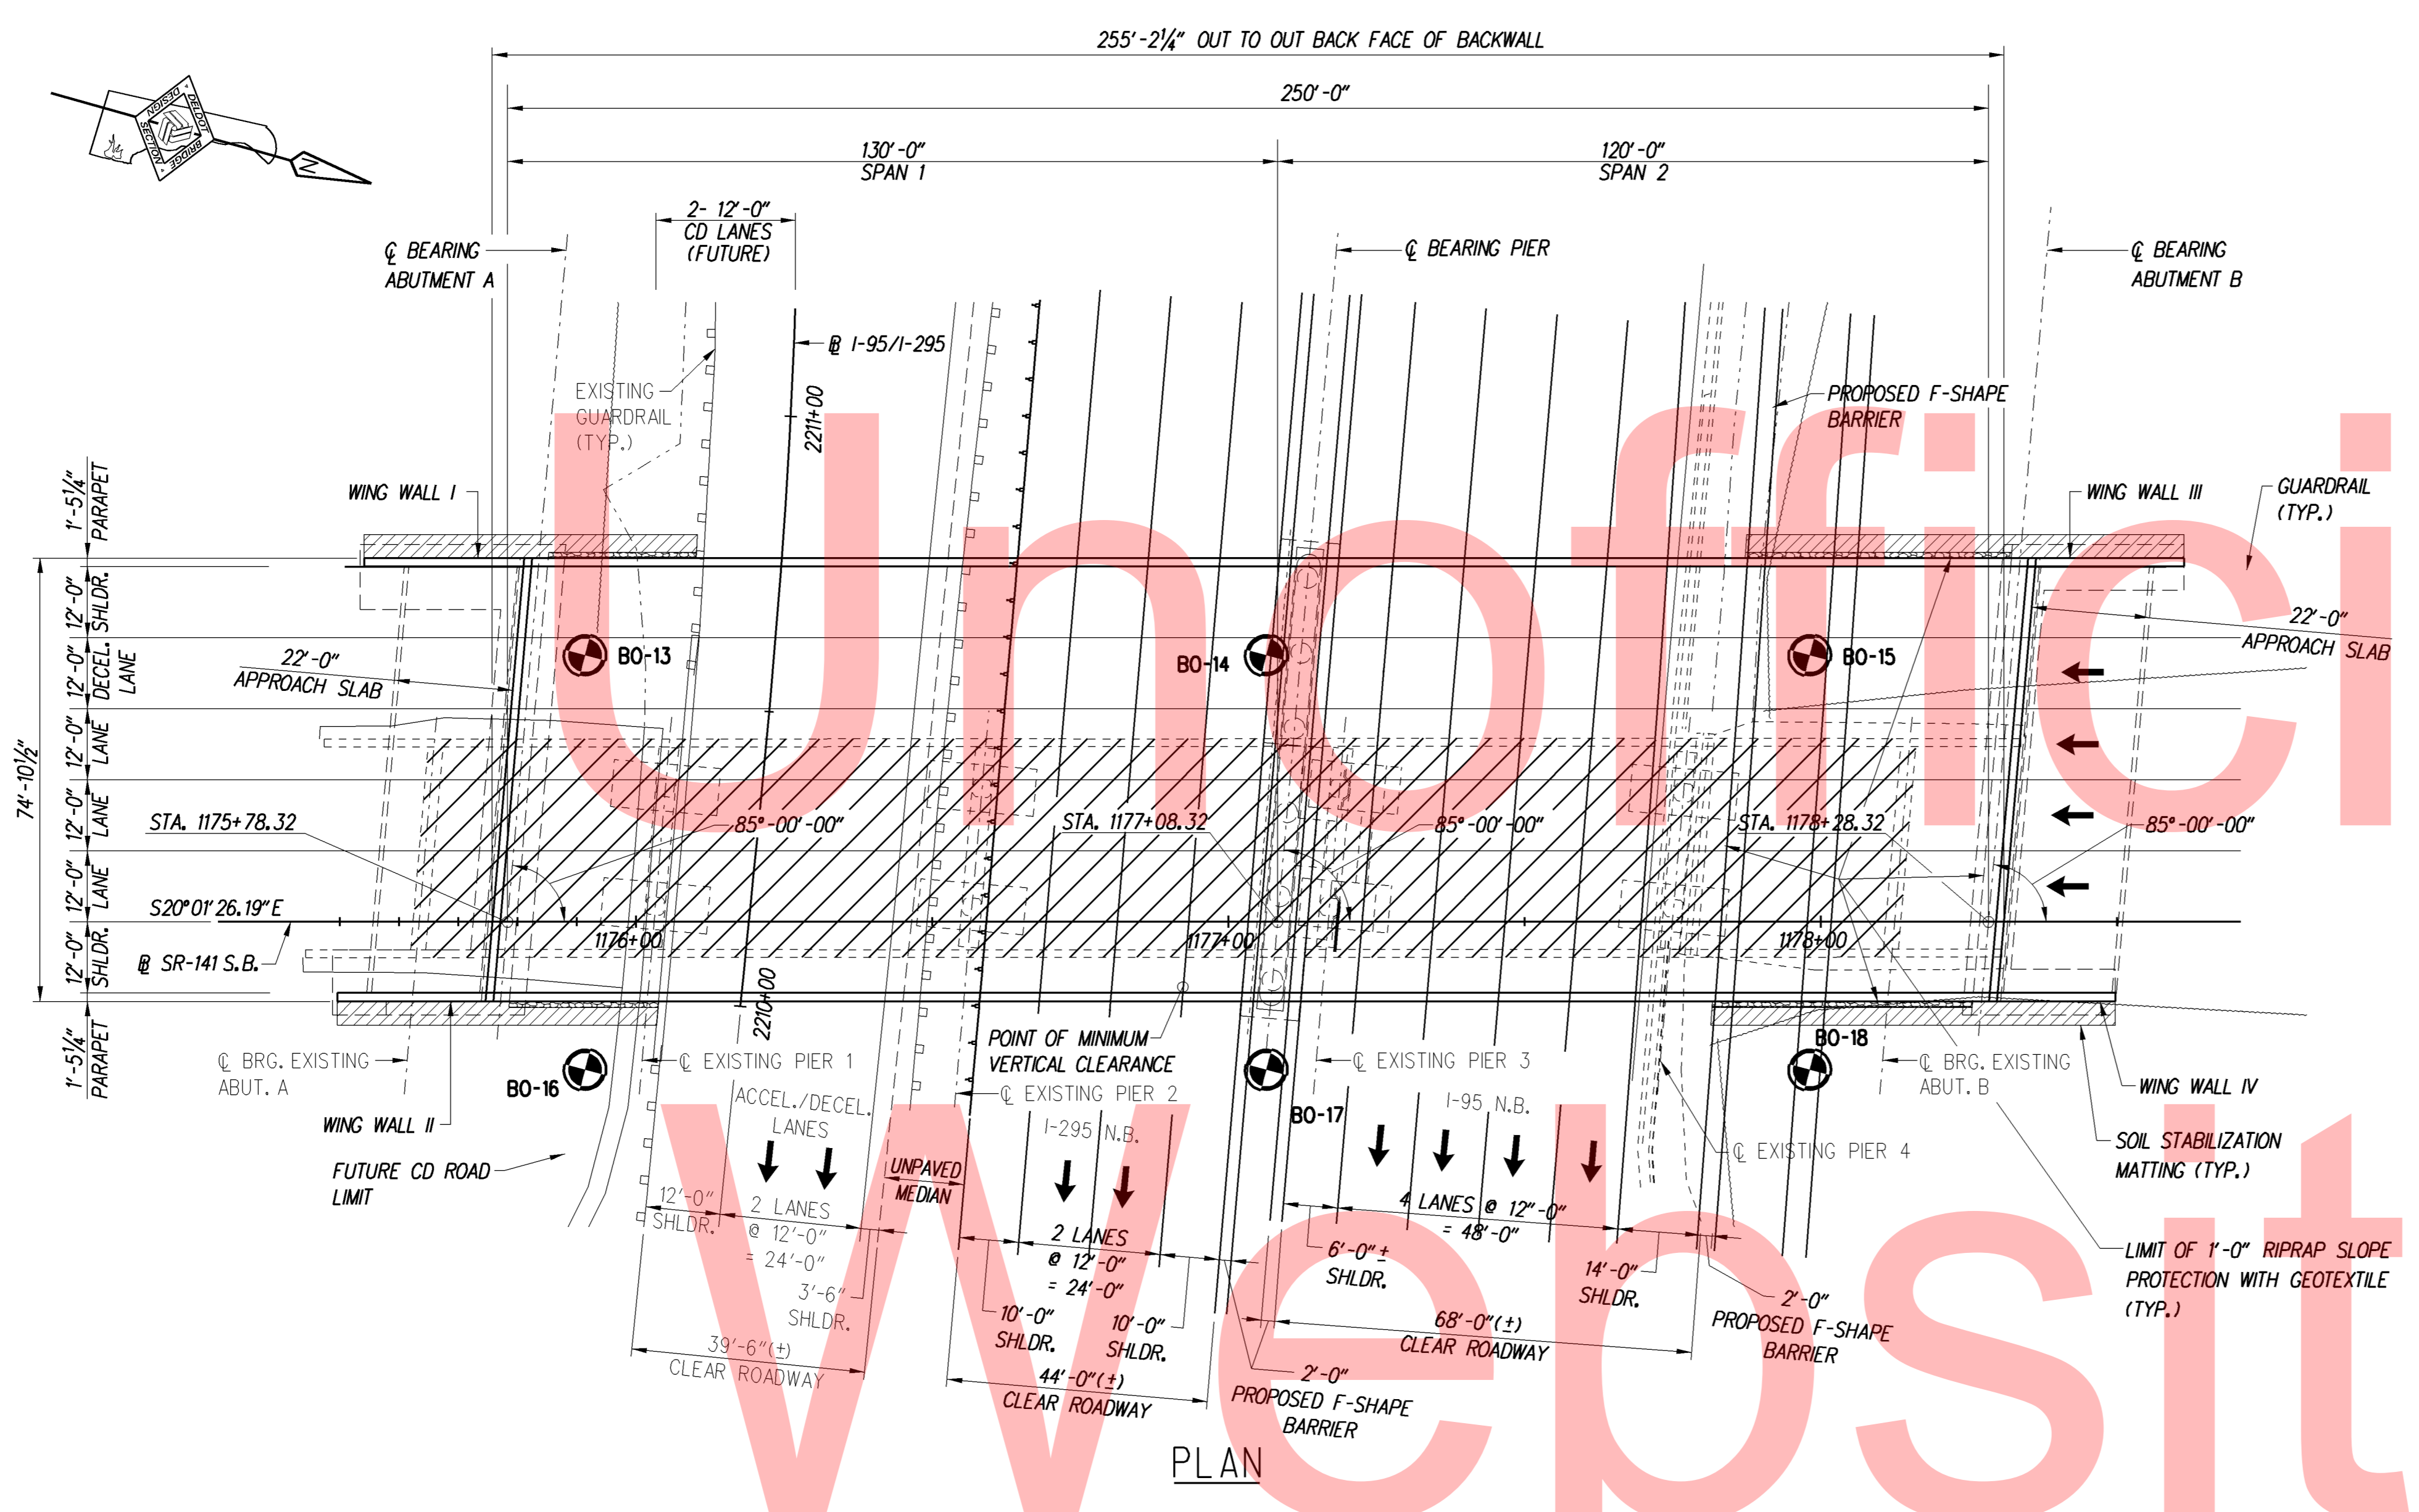 255'-2¼" OUT TO OUT BACK FACE OF BACKWALL
250'-0"
130'-0"
SPAN 1
120'-0"
SPAN 2
DELDOT
BRIDGE
DESIGN
SECTION
N
2- 12'-0"
CD LANES
(FUTURE)
℄ BEARING
ABUTMENT A
℄ BEARING PIER
℄ BEARING
ABUTMENT B
℔ I-95/I-295
EXISTING
GUARDRAIL
(TYP.)
2211+00
PROPOSED F-SHAPE
BARRIER
WING WALL I
WING WALL III
GUARDRAIL
(TYP.)
1'-5¼"
PARAPET
12'-0"
SHLDR.
12'-0"
DECEL.
LANE
12'-0"
LANE
12'-0"
LANE
12'-0"
LANE
12'-0"
SHLDR.
1'-5¼"
PARAPET
74'-10½"
22'-0"
APPROACH SLAB
BO-13
BO-14
BO-15
22'-0"
APPROACH SLAB
STA. 1175+78.32
85°-00'-00"
STA. 1177+08.32
85°-00'-00"
STA. 1178+28.32
85°-00'-00"
S20°01'26.19"E
1176+00
1177+00
1178+00
℔ SR-141 S.B.
2210+00
℄ BRG. EXISTING
ABUT. A
BO-16
℄ EXISTING PIER 1
POINT OF MINIMUM
VERTICAL CLEARANCE
℄ EXISTING PIER 2
BO-17
℄ EXISTING PIER 3
BO-18
℄ BRG. EXISTING
ABUT. B
WING WALL IV
WING WALL II
ACCEL./DECEL.
LANES
I-295 N.B.
I-95 N.B.
℄ EXISTING PIER 4
SOIL STABILIZATION
MATTING (TYP.)
FUTURE CD ROAD
LIMIT
UNPAVED
MEDIAN
12'-0"
SHLDR.
2 LANES
@ 12'-0"
= 24'-0"
3'-6"
SHLDR.
39'-6"(±)
CLEAR ROADWAY
2 LANES
@ 12'-0"
= 24'-0"
10'-0"
SHLDR.
10'-0"
SHLDR.
44'-0"(±)
CLEAR ROADWAY
4 LANES @ 12"-0"
= 48'-0"
6'-0"±
SHLDR.
14'-0"
SHLDR.
68'-0"(±)
CLEAR ROADWAY
2'-0"
PROPOSED F-SHAPE
BARRIER
2'-0"
PROPOSED F-SHAPE
BARRIER
LIMIT OF 1'-0" RIPRAP SLOPE
PROTECTION WITH GEOTEXTILE
(TYP.)
PLAN
Unoffici
Websit